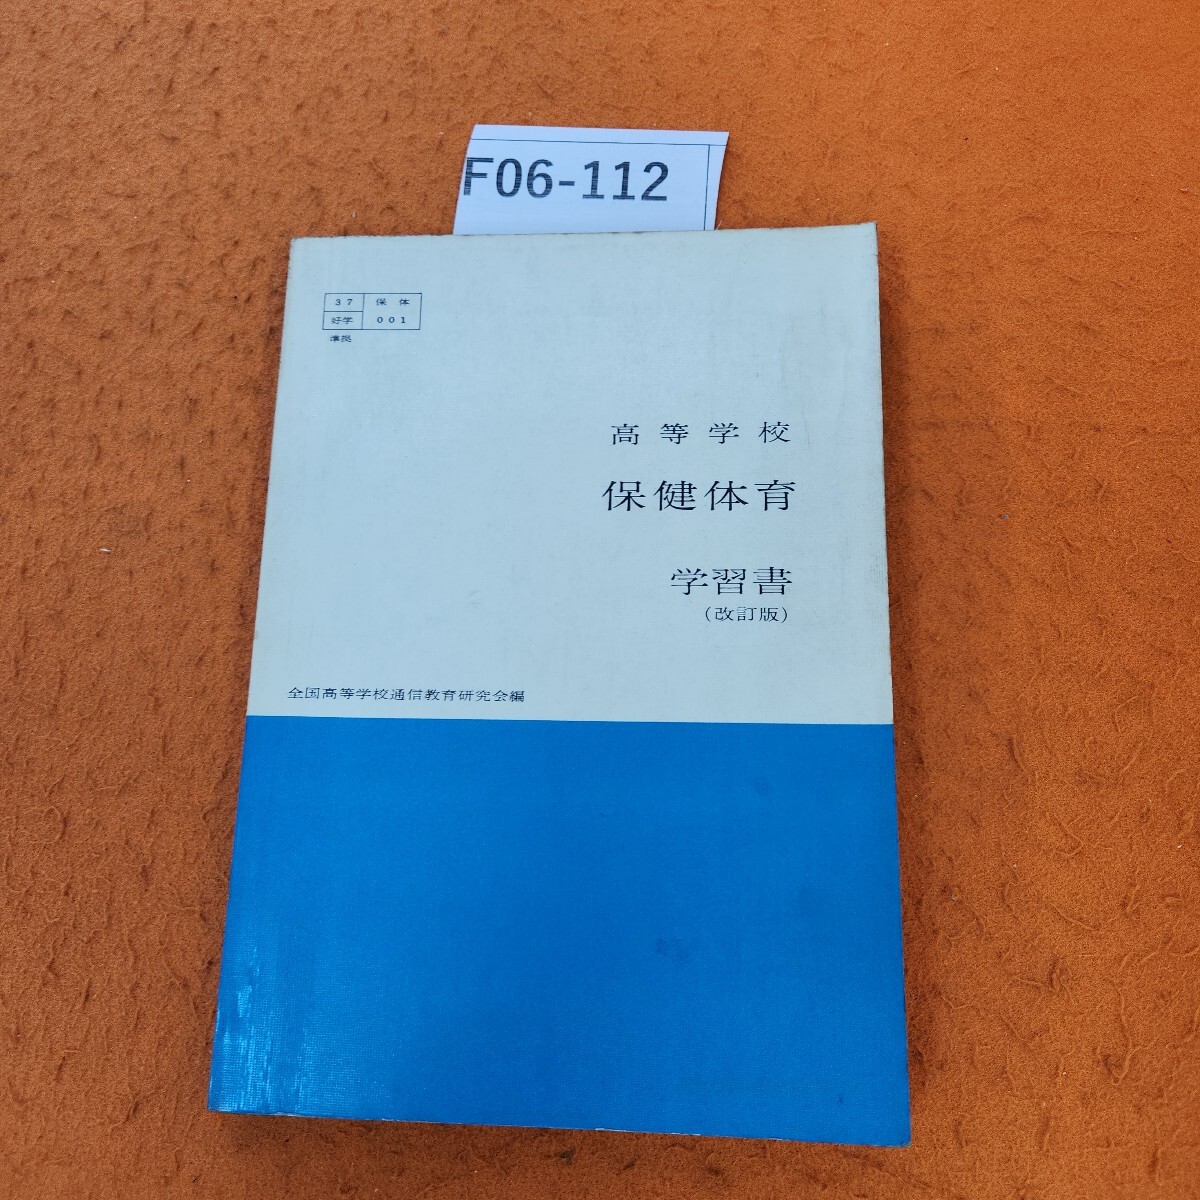 F06-112
37 保体
好学 001
準拠
高等学校
保健体育
学習書
(改訂版)
全国高等学校通信教育研究会編